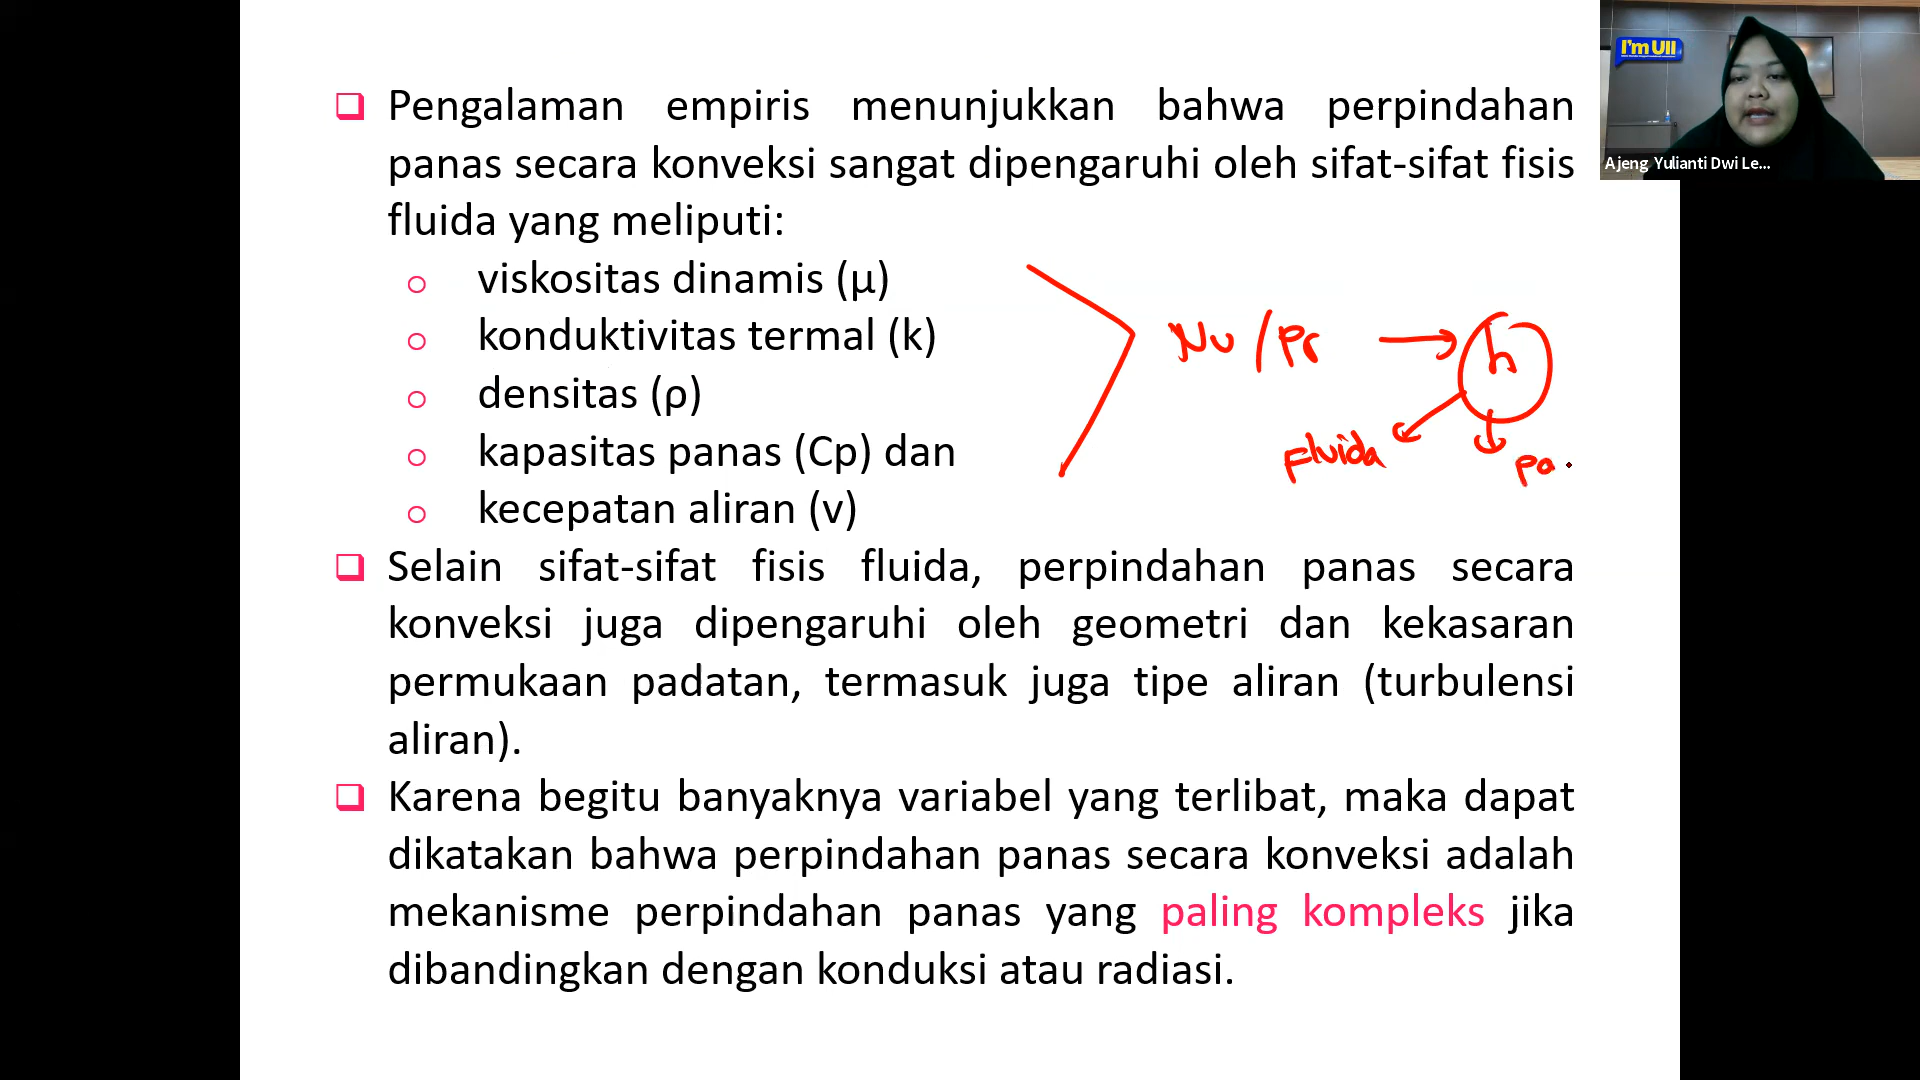 I'm UII
Ajeng Yulianti Dwi Le...
Pengalaman empiris menunjukkan bahwa perpindahan
panas secara konveksi sangat dipengaruhi oleh sifat-sifat fisis
fluida yang meliputi:
viskositas dinamis (μ)
konduktivitas termal (k)
densitas (ρ)
kapasitas panas (Cp) dan
kecepatan aliran (v)
Nu / Pr → h
Fluida
Pa
Selain sifat-sifat fisis fluida, perpindahan panas secara
konveksi juga dipengaruhi oleh geometri dan kekasaran
permukaan padatan, termasuk juga tipe aliran (turbulensi
aliran).
Karena begitu banyaknya variabel yang terlibat, maka dapat
dikatakan bahwa perpindahan panas secara konveksi adalah
mekanisme perpindahan panas yang paling kompleks jika
dibandingkan dengan konduksi atau radiasi.